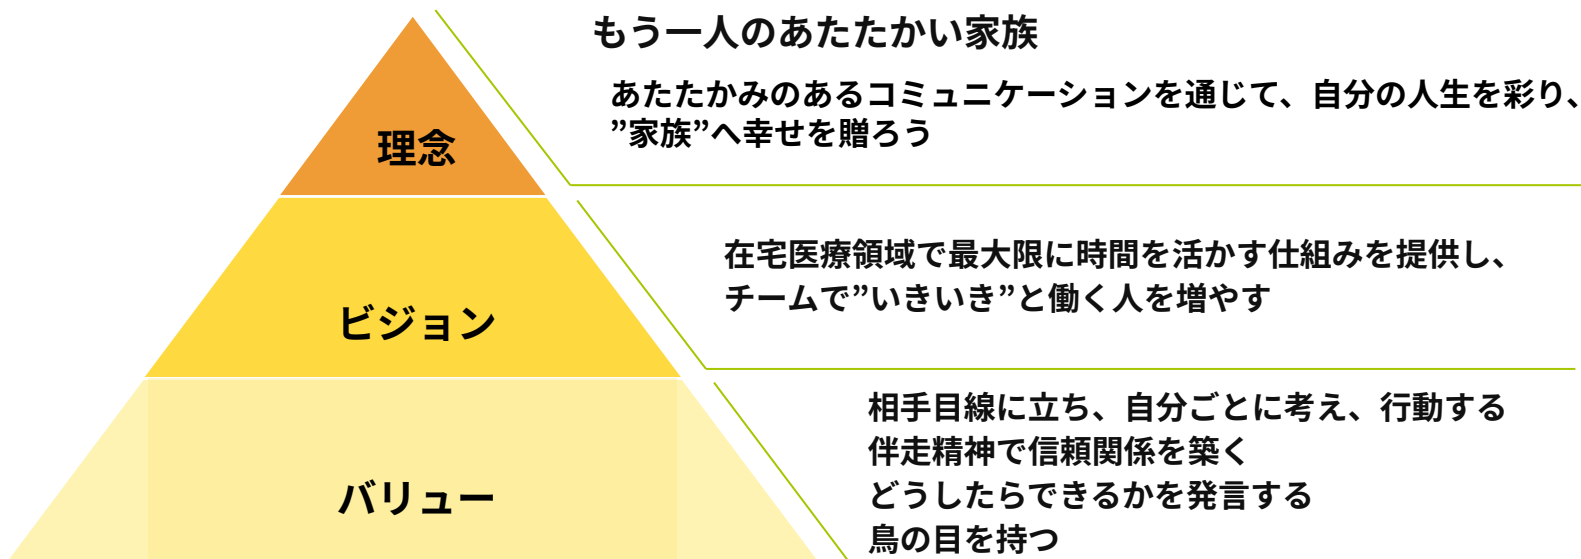 もう一人のあたたかい家族
あたたかみのあるコミュニケーションを通じて、自分の人生を彩り、
”家族”へ幸せを贈ろう
理念
在宅医療領域で最大限に時間を活かす仕組みを提供し、
チームで”いきいき”と働く人を増やす
ビジョン
相手目線に立ち、自分ごとに考え、行動する
伴走精神で信頼関係を築く
どうしたらできるかを発言する
鳥の目を持つ
バリュー